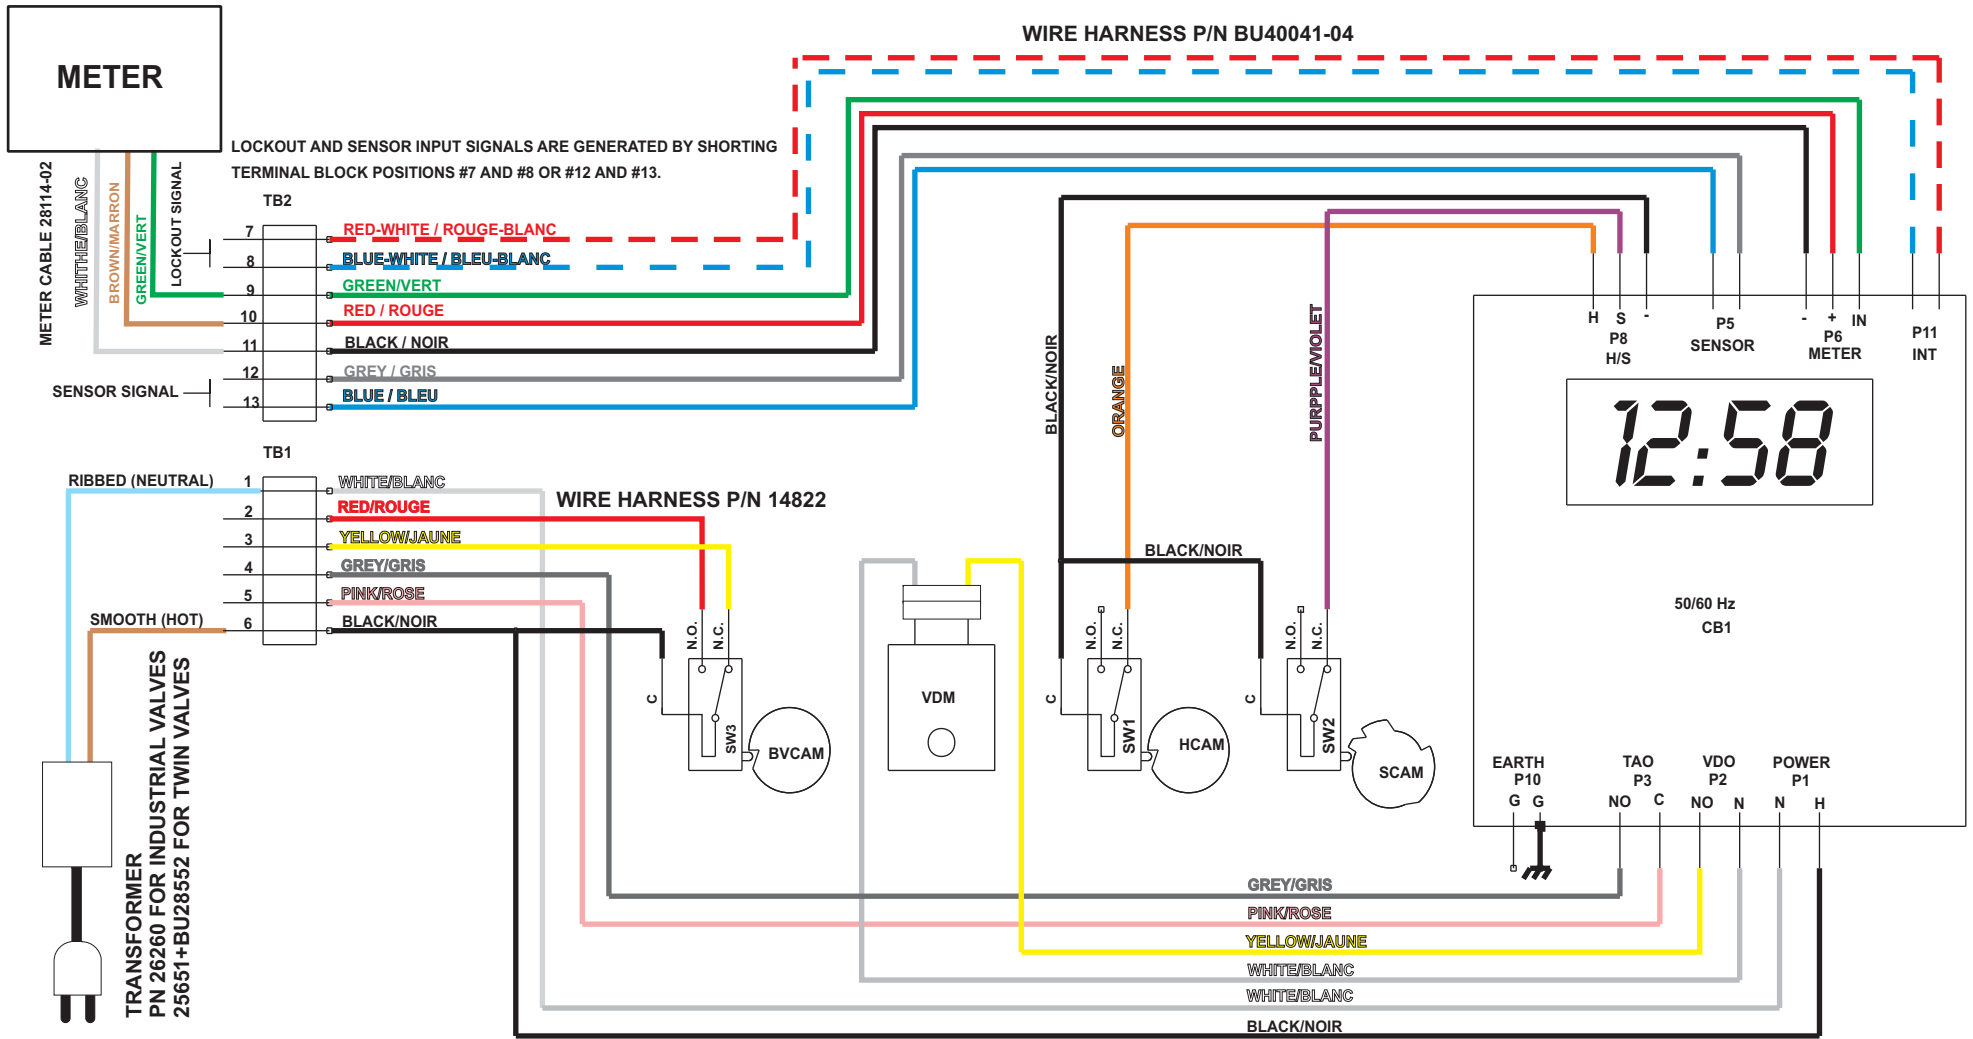 WIRE HARNESS P/N BU40041-04
METER
LOCKOUT AND SENSOR INPUT SIGNALS ARE GENERATED BY SHORTING
TERMINAL BLOCK POSITIONS #7 AND #8 OR #12 AND #13.
METER CABLE 28114-02
WHITHE/BLANC
BROWN/MARRON
GREEN/VERT
LOCKOUT SIGNAL
TB2
7
RED-WHITE / ROUGE-BLANC
8
BLUE-WHITE / BLEU-BLANC
9
GREEN/VERT
10
RED / ROUGE
11
BLACK / NOIR
12
GREY / GRIS
SENSOR SIGNAL
13
BLUE / BLEU
BLACK/NOIR
ORANGE
PURPPLE/VIOLET
H S -
P8
H/S
P5
SENSOR
- + IN
P6
METER
P11
INT
12:58
50/60 Hz
CB1
TB1
RIBBED (NEUTRAL)
1
WHITE/BLANC
WIRE HARNESS P/N 14822
2
RED/ROUGE
3
YELLOW/JAUNE
4
GREY/GRIS
5
PINK/ROSE
SMOOTH (HOT)
6
BLACK/NOIR
BLACK/NOIR
N.O.
N.C.
C
SW3
BVCAM
VDM
N.O.
N.C.
C
SW1
HCAM
N.O.
N.C.
C
SW2
SCAM
EARTH
P10
G G
TAO
P3
NO C
VDO
P2
NO N
POWER
P1
N H
TRANSFORMER
PN 26260 FOR INDUSTRIAL VALVES
25651+BU28552 FOR TWIN VALVES
GREY/GRIS
PINK/ROSE
YELLOW/JAUNE
WHITE/BLANC
WHITE/BLANC
BLACK/NOIR